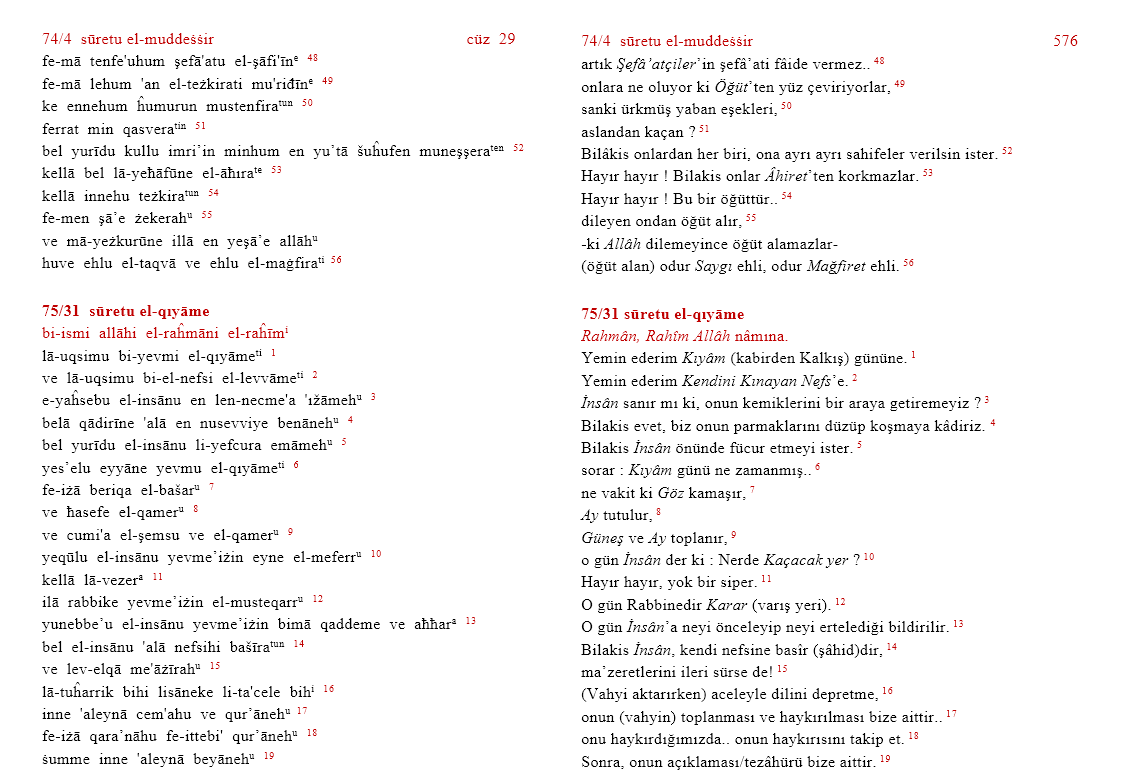 74/4 sūretu el-muddeṡṡir cüz 29
fe-mā tenfe'uhum şefā'atu el-şāfi'īnᵉ 48
fe-mā lehum 'an el-teżkirati mu'riđīnᵉ 49
ke ennehum ĥumurun mustenfiraᵗᵘⁿ 50
ferrat min qasveraᵗⁱⁿ 51
bel yurīdu kullu imri’in minhum en yu’tā šuĥufen muneşşeraᵗᵉⁿ 52
kellā bel lā-yeħāfūne el-āħıraᵗᵉ 53
kellā innehu teżkiraᵗᵘⁿ 54
fe-men şā’e żekerahᵘ 55
ve mā-yeżkurūne illā en yeşā’e allāhᵘ
huve ehlu el-taqvā ve ehlu el-maġfiraᵗⁱ 56
75/31 sūretu el-qıyāme
bi-ismi allāhi el-raĥmāni el-raĥīmⁱ
lā-uqsimu bi-yevmi el-qıyāmeᵗⁱ 1
ve lā-uqsimu bi-el-nefsi el-levvāmeᵗⁱ 2
e-yaĥsebu el-insānu en len-necme'a 'ıžāmehᵘ 3
belā qādirīne 'alā en nusevviye benānehᵘ 4
bel yurīdu el-insānu li-yefcura emāmehᵘ 5
yes’elu eyyāne yevmu el-qıyāmeᵗⁱ 6
fe-iżā beriqa el-bašarᵘ 7
ve ħasefe el-qamerᵘ 8
ve cumi'a el-şemsu ve el-qamerᵘ 9
yeqūlu el-insānu yevme’iżin eyne el-meferrᵘ 10
kellā lā-vezerᵃ 11
ilā rabbike yevme’iżin el-musteqarrᵘ 12
yunebbe’u el-insānu yevme’iżin bimā qaddeme ve aħħarᵃ 13
bel el-insānu 'alā nefsihi bašīraᵗᵘⁿ 14
ve lev-elqā me'āżīrahᵘ 15
lā-tuĥarrik bihi lisāneke li-ta'cele bihⁱ 16
inne 'aleynā cem'ahu ve qur’ānehᵘ 17
fe-iżā qara’nāhu fe-ittebi' qur’ānehᵘ 18
ṡumme inne 'aleynā beyānehᵘ 19
74/4 sūretu el-muddeṡṡir 576
artık Şefâ’atçiler’in şefâ’ati fâide vermez.. 48
onlara ne oluyor ki Öğüt’ten yüz çeviriyorlar, 49
sanki ürkmüş yaban eşekleri, 50
aslandan kaçan ? 51
Bilâkis onlardan her biri, ona ayrı ayrı sahifeler verilsin ister. 52
Hayır hayır ! Bilakis onlar Âhiret’ten korkmazlar. 53
Hayır hayır ! Bu bir öğüttür.. 54
dileyen ondan öğüt alır, 55
-ki Allâh dilemeyince öğüt alamazlar-
(öğüt alan) odur Saygı ehli, odur Mağfiret ehli. 56
75/31 sūretu el-qıyāme
Rahmân, Rahîm Allâh nâmına.
Yemin ederim Kıyâm (kabirden Kalkış) gününe. 1
Yemin ederim Kendini Kınayan Nefs’e. 2
İnsân sanır mı ki, onun kemiklerini bir araya getiremeyiz ? 3
Bilakis evet, biz onun parmaklarını düzüp koşmaya kâdiriz. 4
Bilakis İnsân önünde fücur etmeyi ister. 5
sorar : Kıyâm günü ne zamanmış.. 6
ne vakit ki Göz kamaşır, 7
Ay tutulur, 8
Güneş ve Ay toplanır, 9
o gün İnsân der ki : Nerde Kaçacak yer ? 10
Hayır hayır, yok bir siper. 11
O gün Rabbinedir Karar (varış yeri). 12
O gün İnsân’a neyi önceleyip neyi ertelediği bildirilir. 13
Bilakis İnsân, kendi nefsine basîr (şâhid)dir, 14
ma’zeretlerini ileri sürse de! 15
(Vahyi aktarırken) aceleyle dilini depretme, 16
onun (vahyin) toplanması ve haykırılması bize aittir.. 17
onu haykırdığımızda.. onun haykırısını takip et. 18
Sonra, onun açıklaması/tezâhürü bize aittir. 19